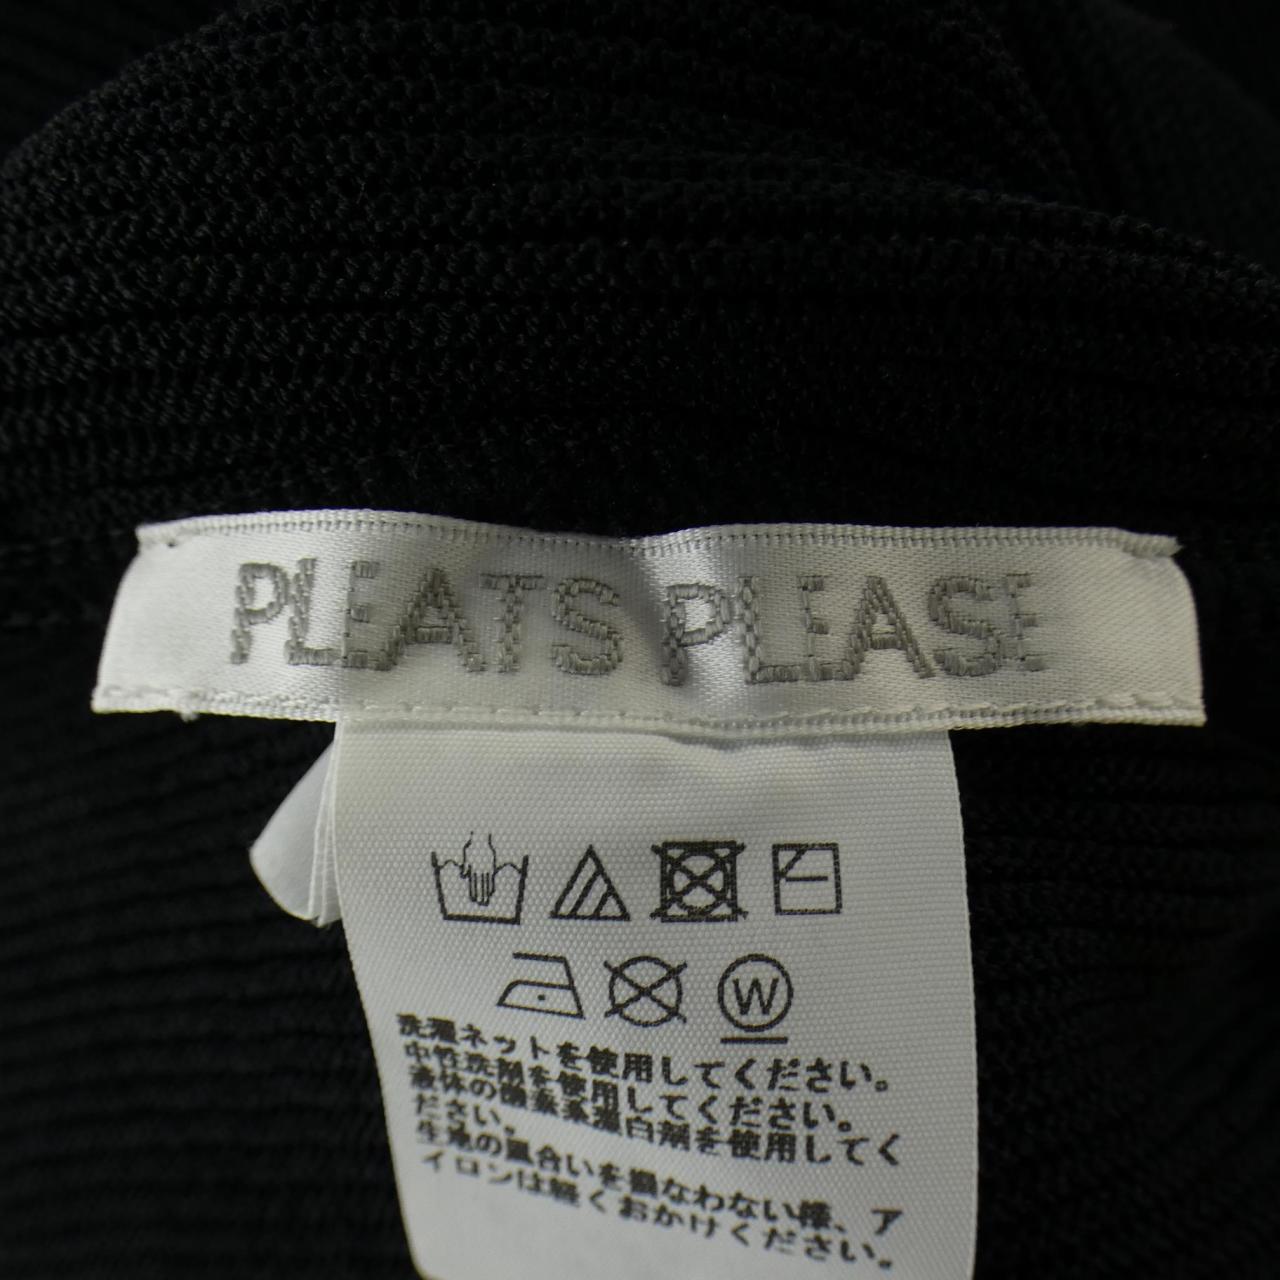 PLEATS PLEASE
W
洗濯ネットを使用してください。
中性洗剤を使用してください。
液体の酸素系漂白剤を使用してく
ださい。
生地の風合いを損なわない様、ア
イロンは軽くおかけください。